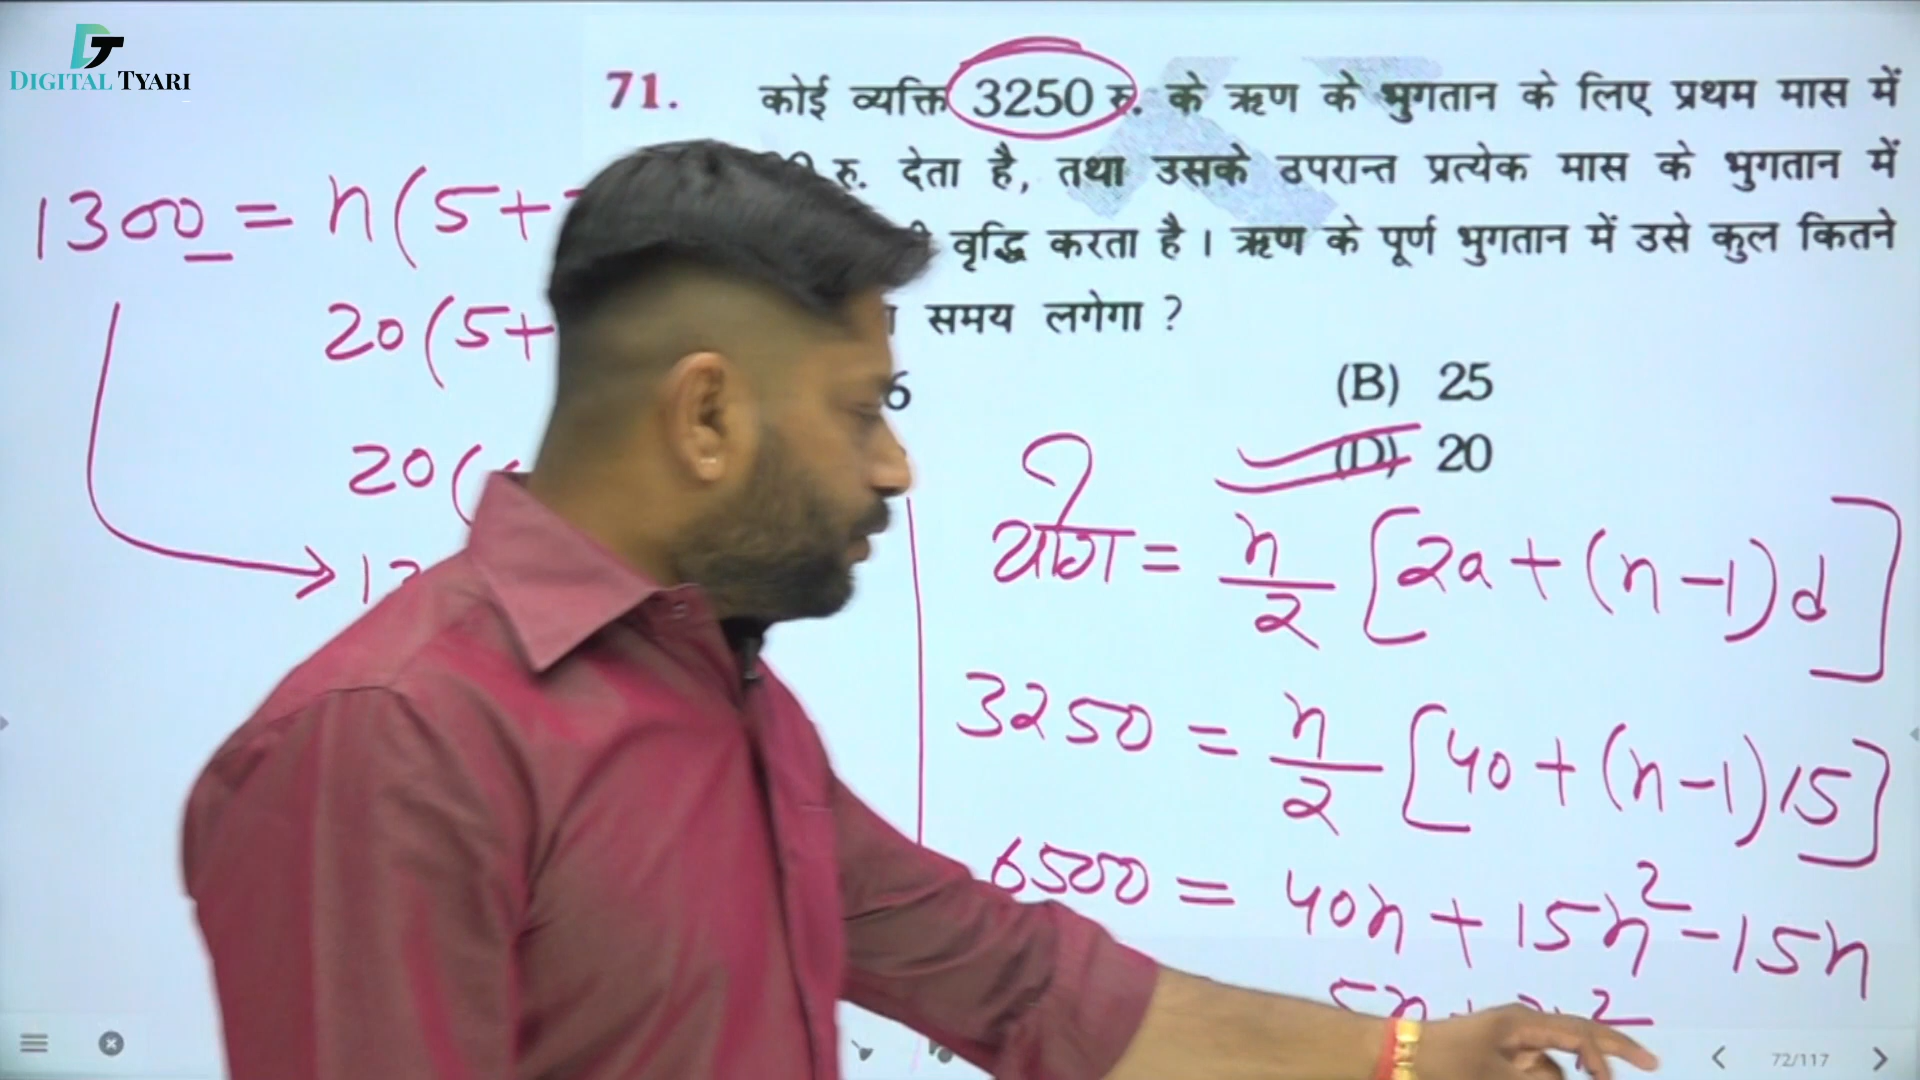 DIGITAL TYARI
71. कोई व्यक्ति 3250 रु. के ऋण के भुगतान के लिए प्रथम मास में
रु. देता है, तथा उसके उपरान्त प्रत्येक मास के भुगतान में
वृद्धि करता है । ऋण के पूर्ण भुगतान में उसे कुल कितने
समय लगेगा ?
6 (B) 25
(D) 20
1300 = n(5+
20(5+
20(
योग = n/2 [2a + (n-1)d]
3250 = n/2 [40 + (n-1)15]
6500 = 40n + 15n² - 15n
72/117